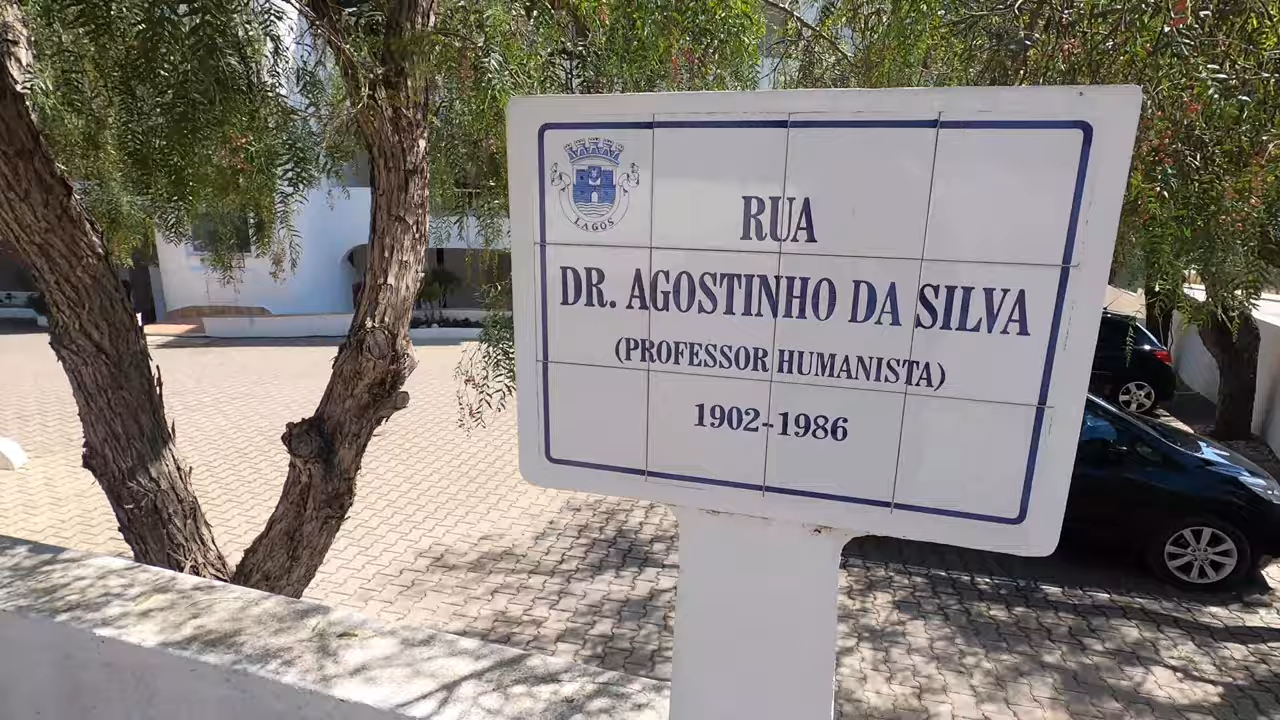 LAGOS
RUA
DR. AGOSTINHO DA SILVA
(PROFESSOR HUMANISTA)
1902-1986